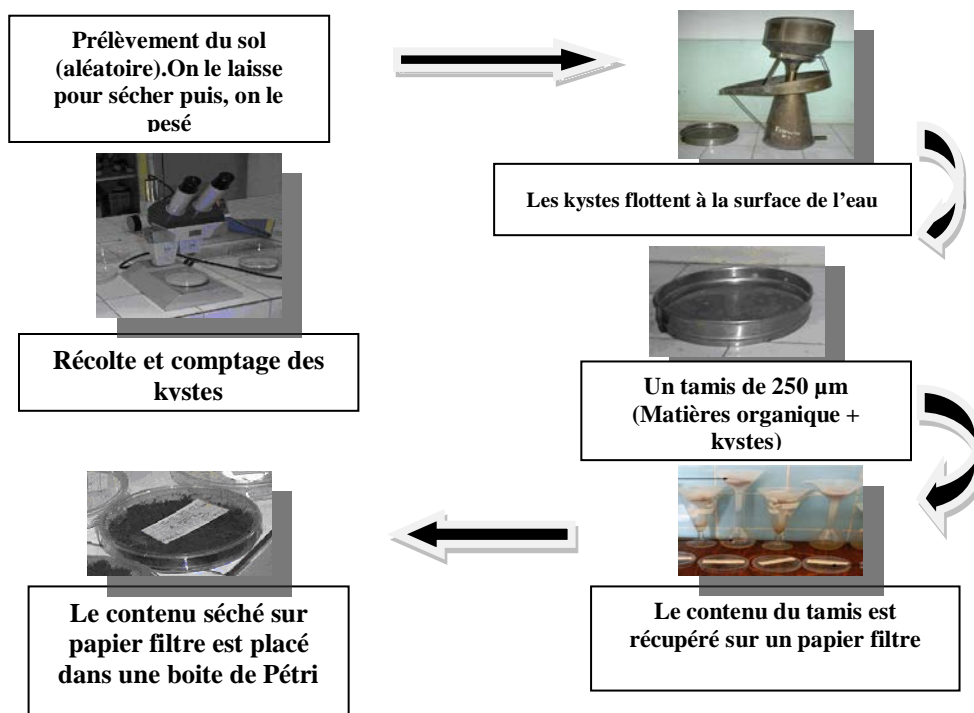 Prélèvement du sol
(aléatoire).On le laisse
pour sécher puis, on le
pesé
Les kystes flottent à la surface de l'eau
Un tamis de 250 µm
(Matières organique +
kystes)
Le contenu du tamis est
récupéré sur un papier filtre
Le contenu séché sur
papier filtre est placé
dans une boite de Pétri
Récolte et comptage des
kystes